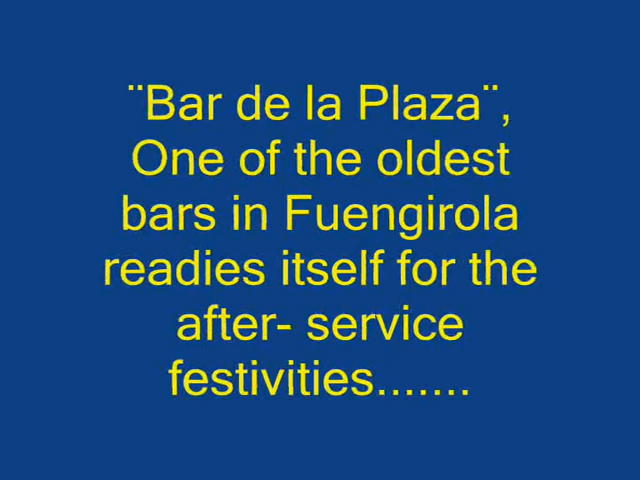 ¨Bar de la Plaza¨,
One of the oldest
bars in Fuengirola
readies itself for the
after- service
festivities.......